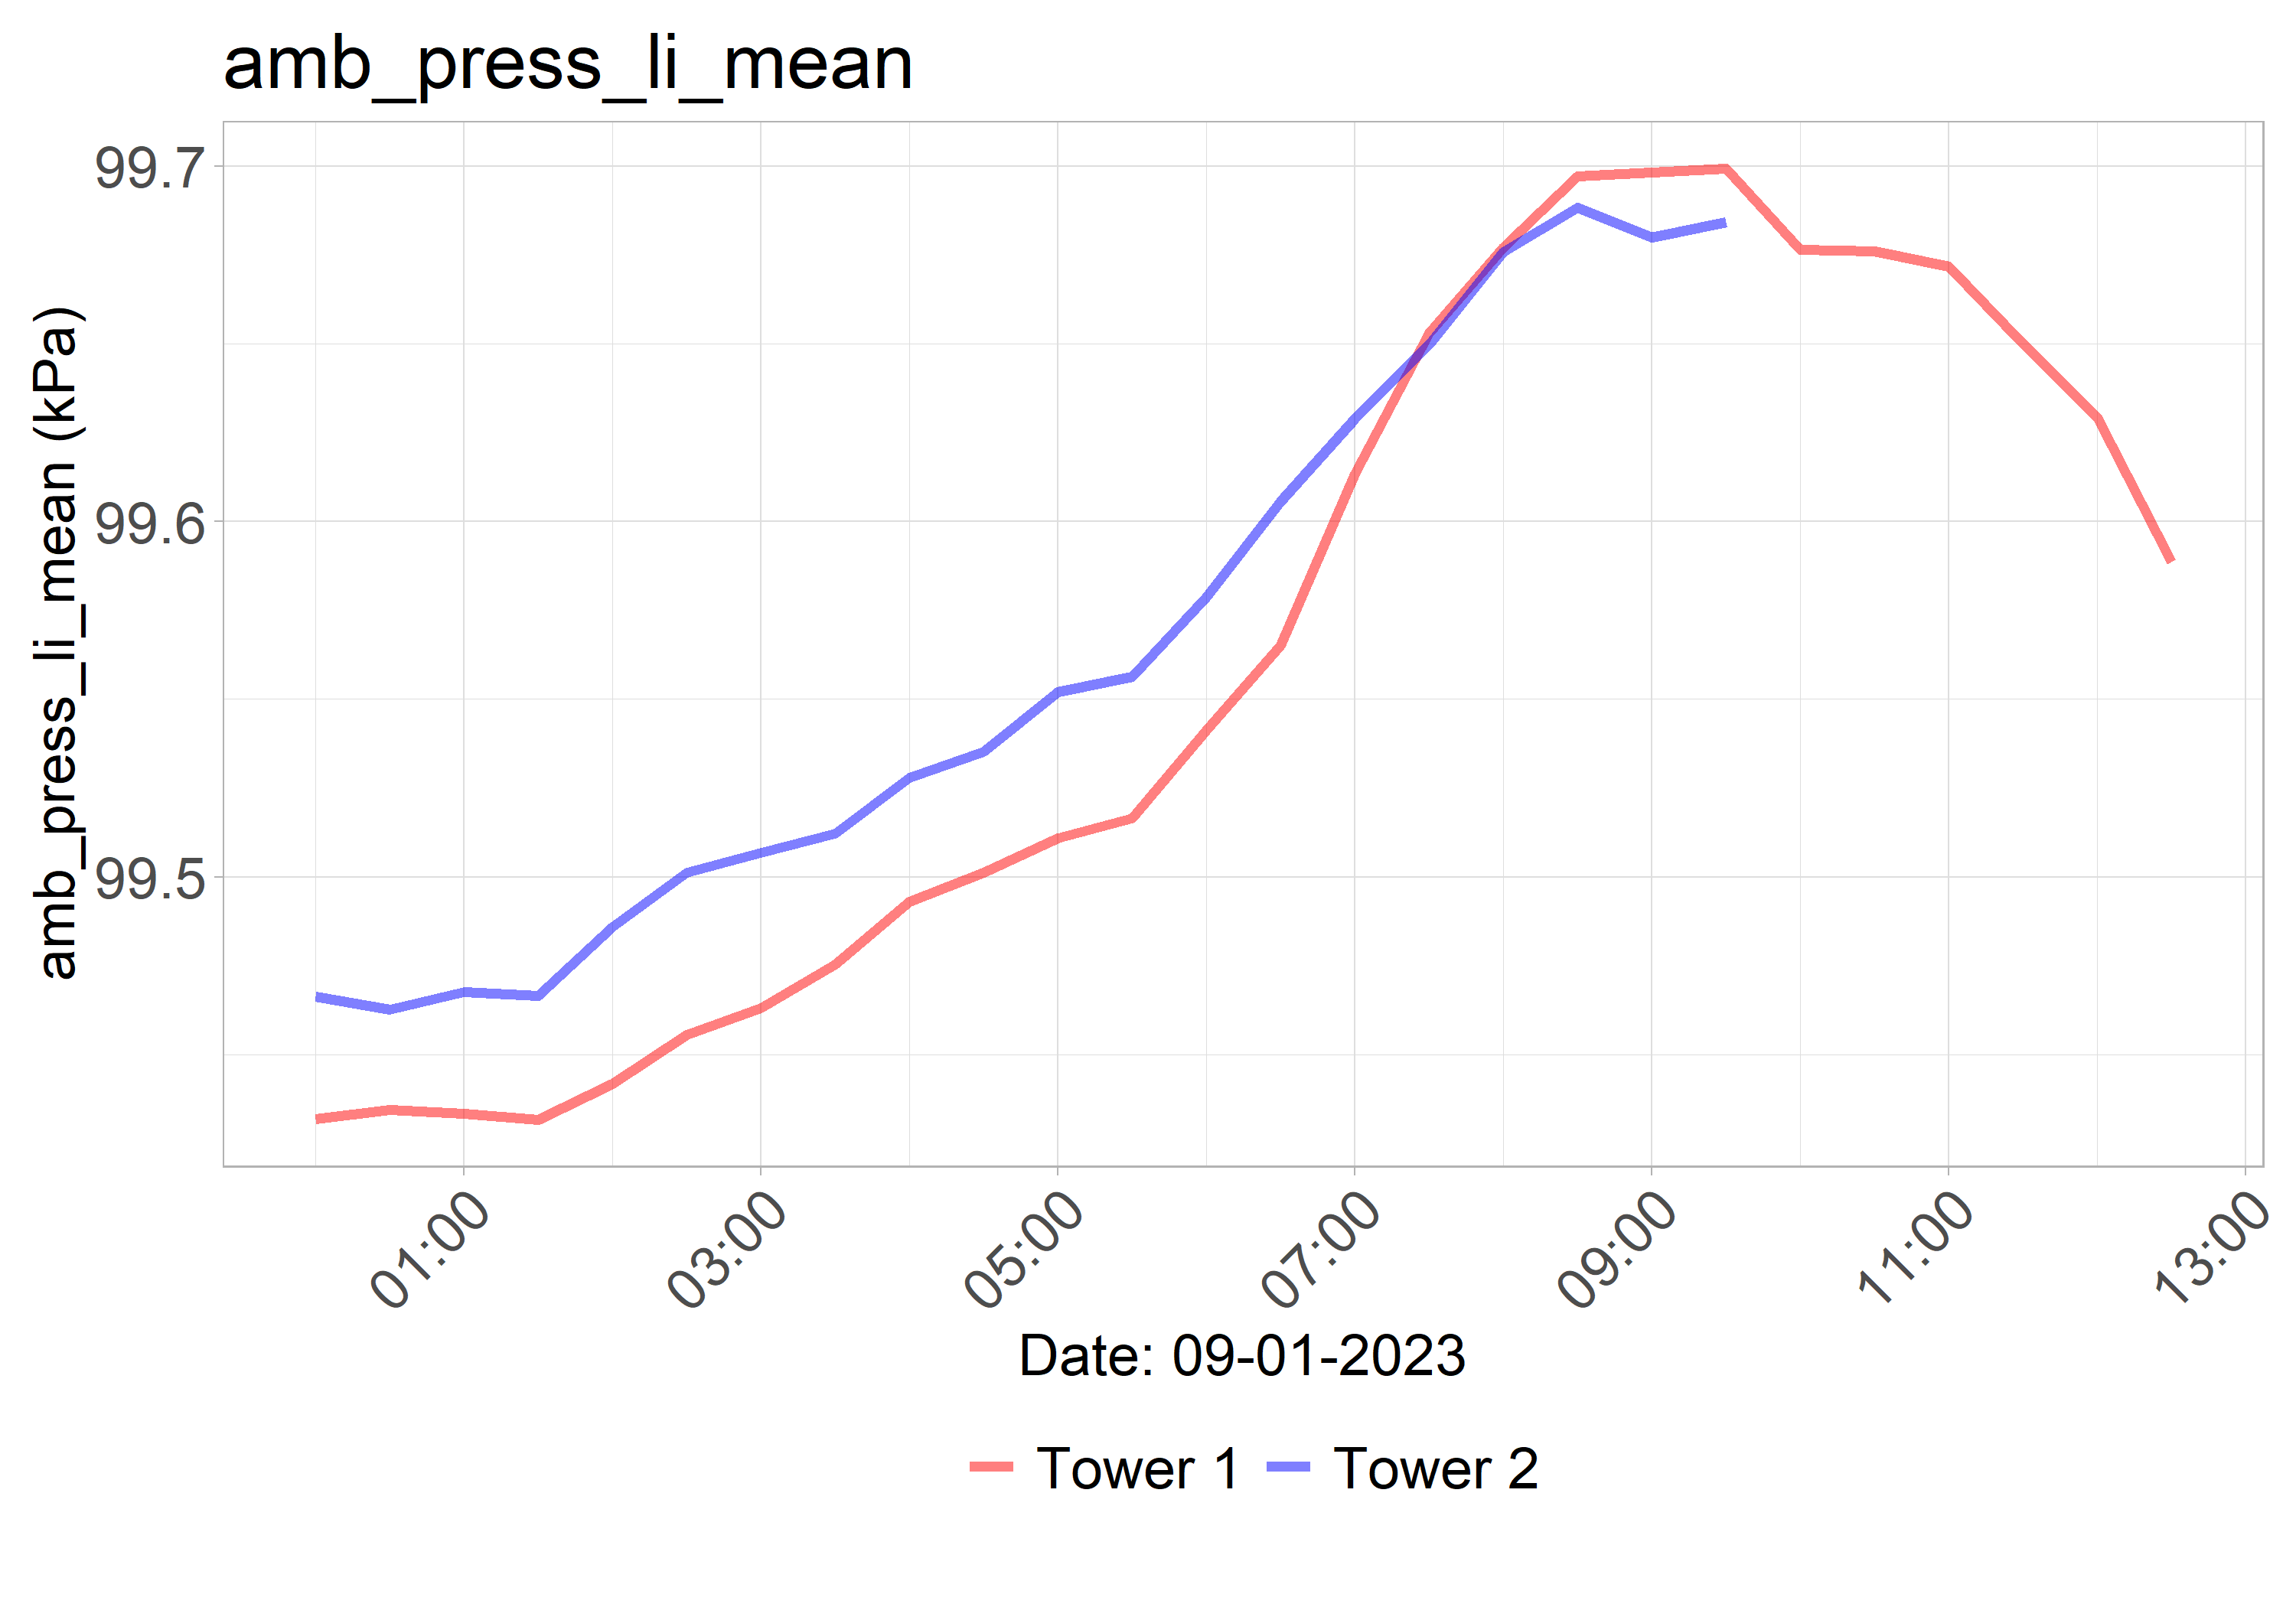 amb_press_li_mean
amb_press_li_mean (kPa)
99.7
99.6
99.5
01:00 03:00 05:00 07:00 09:00 11:00 13:00
Date: 09-01-2023
Tower 1 Tower 2